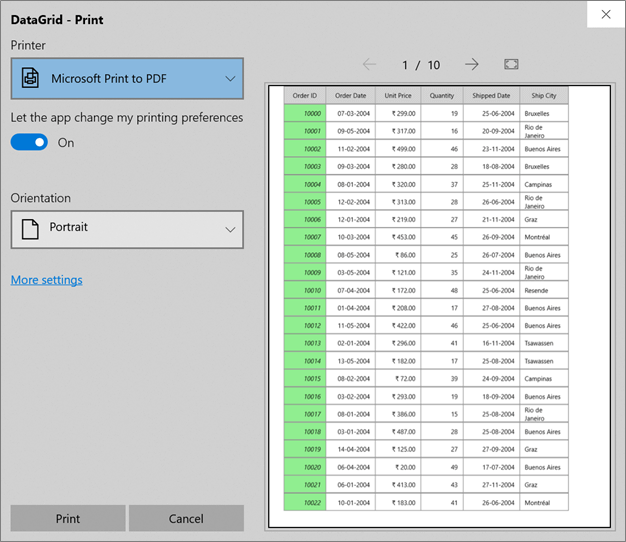 DataGrid - Print
Printer
Microsoft Print to PDF
Let the app change my printing preferences
On
Orientation
Portrait
More settings
Print Cancel
1 / 10
Order ID Order Date Unit Price Quantity Shipped Date Ship City
10000 07-03-2004 ₹ 299.00 19 25-06-2004 Bruxelles
10001 09-05-2004 ₹ 317.00 16 20-09-2004 Rio de
Janeiro
10002 11-02-2004 ₹ 499.00 46 23-11-2004 Buenos Aires
10003 09-03-2004 ₹ 280.00 28 18-08-2004 Bruxelles
10004 08-01-2004 ₹ 320.00 37 25-11-2004 Campinas
10005 12-02-2004 ₹ 313.00 28 26-06-2004 Rio de
Janeiro
10006 12-01-2004 ₹ 219.00 27 21-11-2004 Graz
10007 10-03-2004 ₹ 453.00 45 26-09-2004 Montréal
10008 08-05-2004 ₹ 86.00 25 26-07-2004 Buenos Aires
10009 03-05-2004 ₹ 121.00 35 24-11-2004 Rio de
Janeiro
10010 07-04-2004 ₹ 172.00 48 25-06-2004 Resende
10011 01-04-2004 ₹ 208.00 17 27-08-2004 Buenos Aires
10012 11-05-2004 ₹ 422.00 46 25-06-2004 Buenos Aires
10013 02-01-2004 ₹ 296.00 41 16-11-2004 Tsawassen
10014 13-05-2004 ₹ 182.00 17 25-08-2004 Tsawassen
10015 08-02-2004 ₹ 72.00 39 24-09-2004 Campinas
10016 03-02-2004 ₹ 293.00 19 18-09-2004 Buenos Aires
10017 08-01-2004 ₹ 386.00 15 25-08-2004 Rio de
Janeiro
10018 03-01-2004 ₹ 487.00 28 25-08-2004 Buenos Aires
10019 14-04-2004 ₹ 125.00 27 27-09-2004 Graz
10020 06-04-2004 ₹ 20.00 49 17-07-2004 Buenos Aires
10021 06-01-2004 ₹ 413.00 43 27-11-2004 Graz
10022 10-01-2004 ₹ 183.00 41 26-06-2004 Montréal